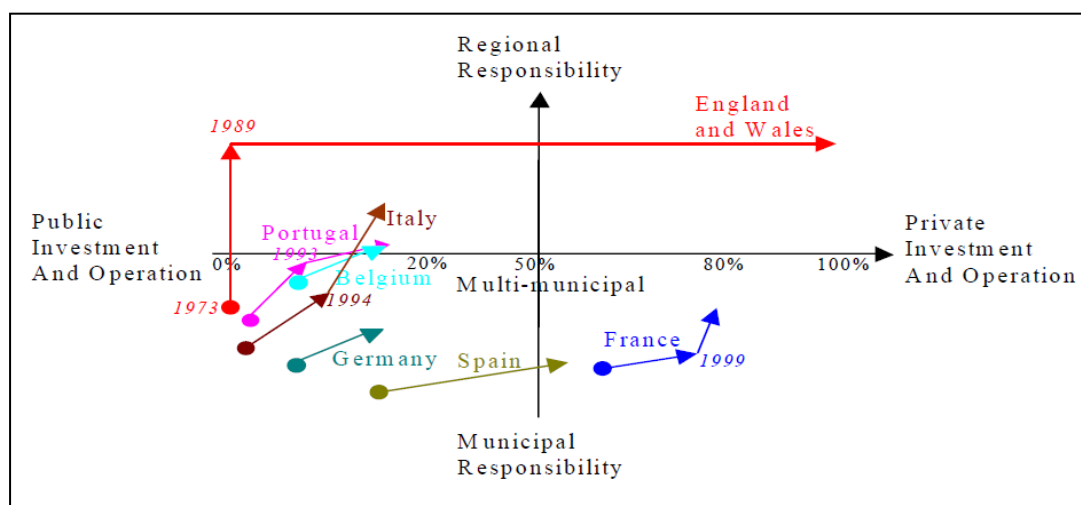 Regional
Responsibility
England
and Wales
1989
Public
Investment
And Operation
Portugal
1993
Italy
Private
Investment
And Operation
0%
20%
50%
80%
100%
Belgium
Multi-municipal
1973
1994
Germany
Spain
France
1999
Municipal
Responsibility